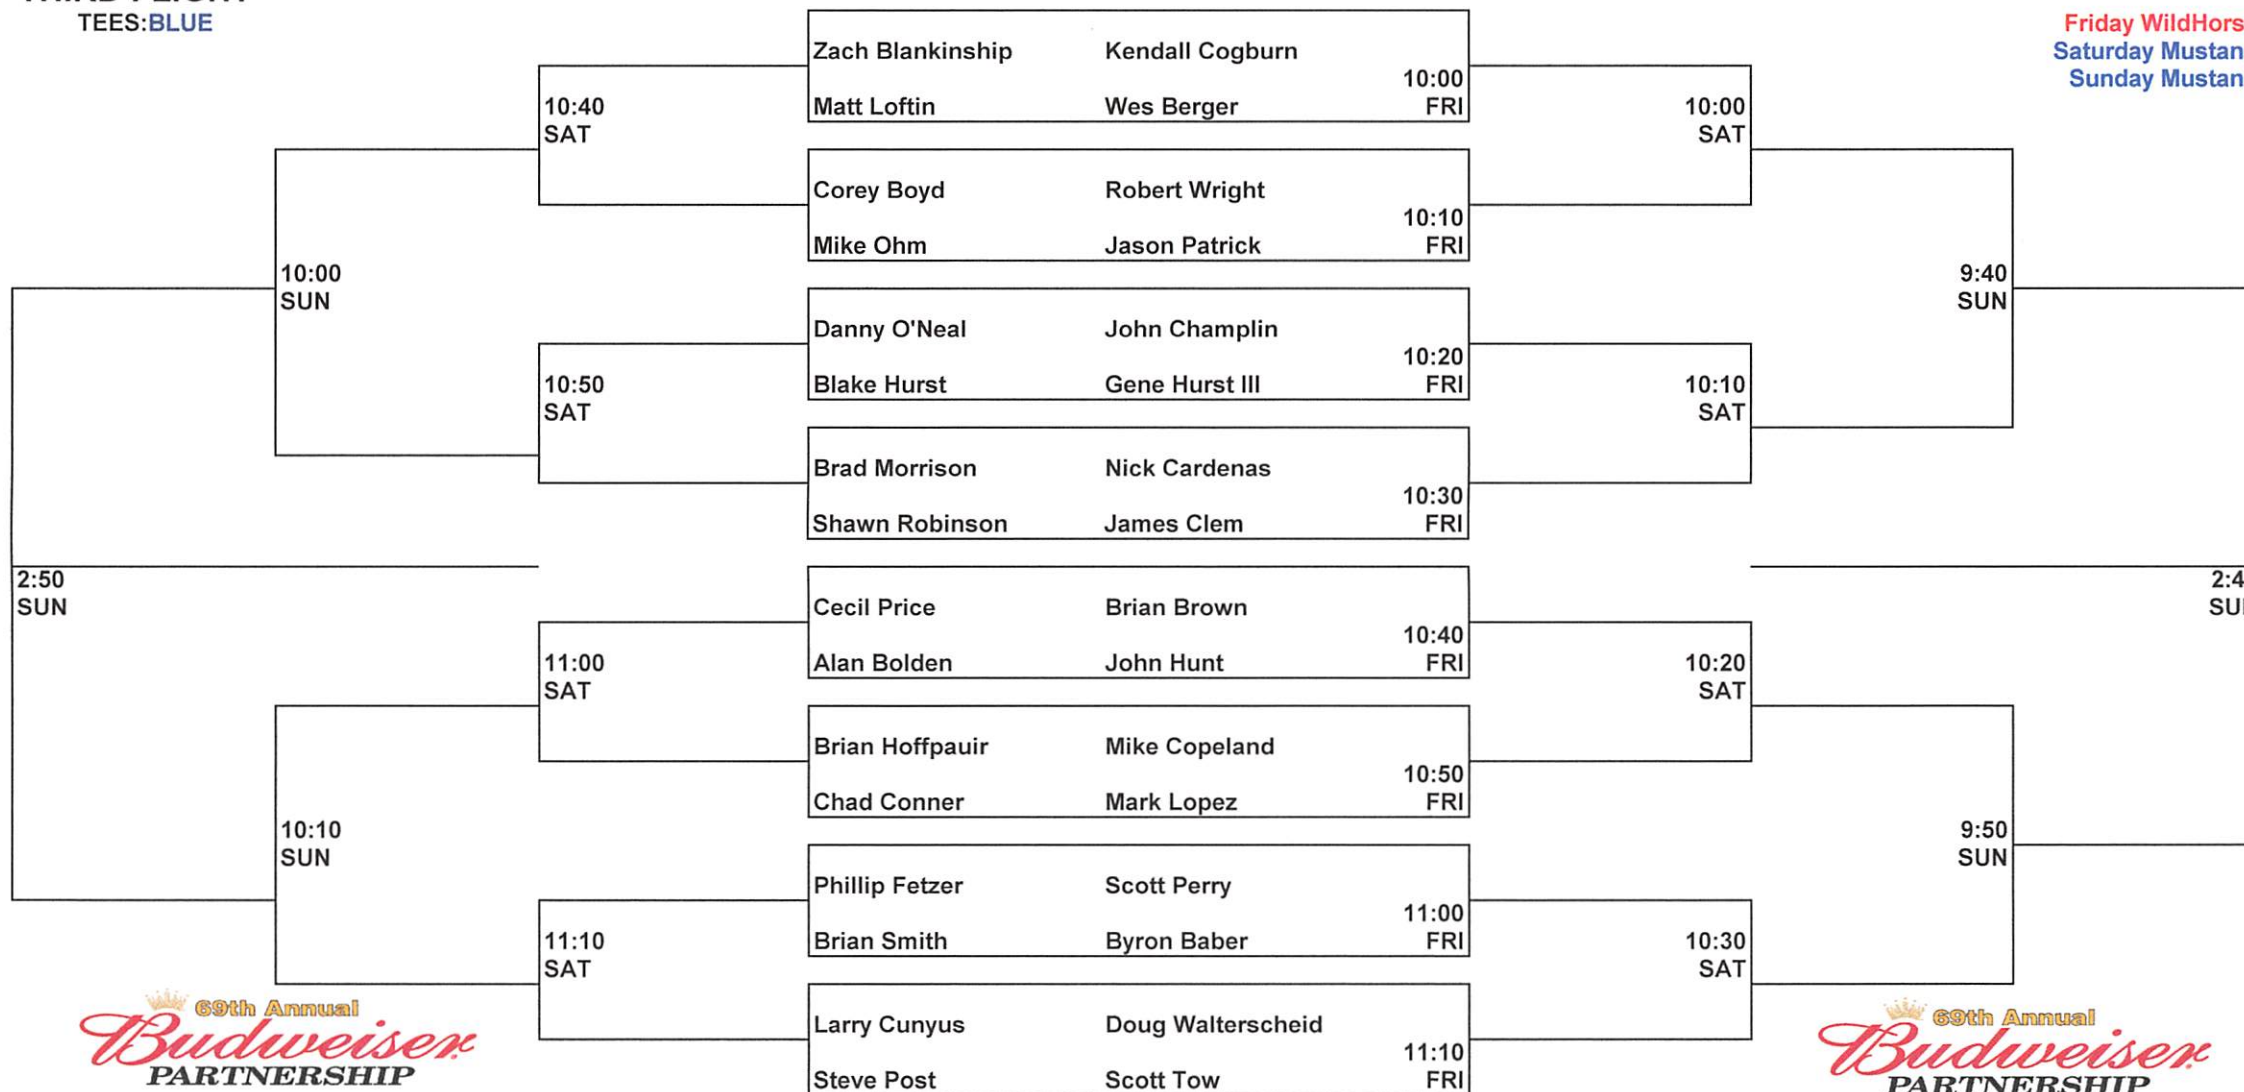 TEES:BLUE
Friday WildHors
Saturday Mustan
Sunday Mustan
Zach Blankinship Kendall Cogburn
10:00
Matt Loftin Wes Berger FRI
10:40
SAT
10:00
SAT
Corey Boyd Robert Wright
10:10
Mike Ohm Jason Patrick FRI
10:00
SUN
9:40
SUN
Danny O'Neal John Champlin
10:20
Blake Hurst Gene Hurst III FRI
10:50
SAT
10:10
SAT
Brad Morrison Nick Cardenas
10:30
Shawn Robinson James Clem FRI
2:50
SUN
2:4
SU
Cecil Price Brian Brown
10:40
Alan Bolden John Hunt FRI
11:00
SAT
10:20
SAT
Brian Hoffpauir Mike Copeland
10:50
Chad Conner Mark Lopez FRI
10:10
SUN
9:50
SUN
Phillip Fetzer Scott Perry
11:00
Brian Smith Byron Baber FRI
11:10
SAT
10:30
SAT
Larry Cunyus Doug Walterscheid
11:10
Steve Post Scott Tow FRI
69th Annual
Budweiser
PARTNERSHIP
69th Annual
Budweiser
PARTNERSHIP